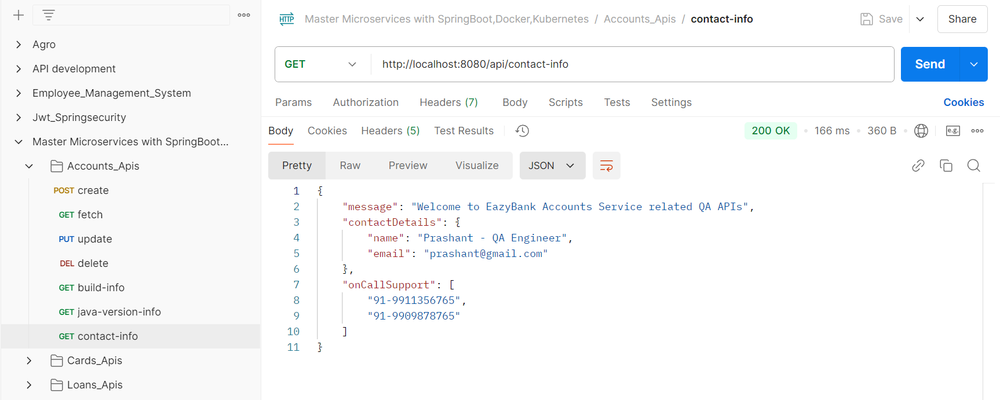 Agro
API development
Employee_Management_System
Jwt_Springsecurity
Master Microservices with SpringBoot...
Accounts_Apis
POST create
GET fetch
PUT update
DEL delete
GET build-info
GET java-version-info
GET contact-info
Cards_Apis
Loans_Apis
HTTP Master Microservices with SpringBoot,Docker,Kubernetes / Accounts_Apis / contact-info Save Share
GET http://localhost:8080/api/contact-info Send
Params Authorization Headers (7) Body Scripts Tests Settings Cookies
Body Cookies Headers (5) Test Results 200 OK • 166 ms • 360 B • e.g.
Pretty Raw Preview Visualize JSON
1 {
2 "message": "Welcome to EazyBank Accounts Service related QA APIs",
3 "contactDetails": {
4 "name": "Prashant - QA Engineer",
5 "email": "prashant@gmail.com"
6 },
7 "onCallSupport": [
8 "91-9911356765",
9 "91-9909878765"
10 ]
11 }